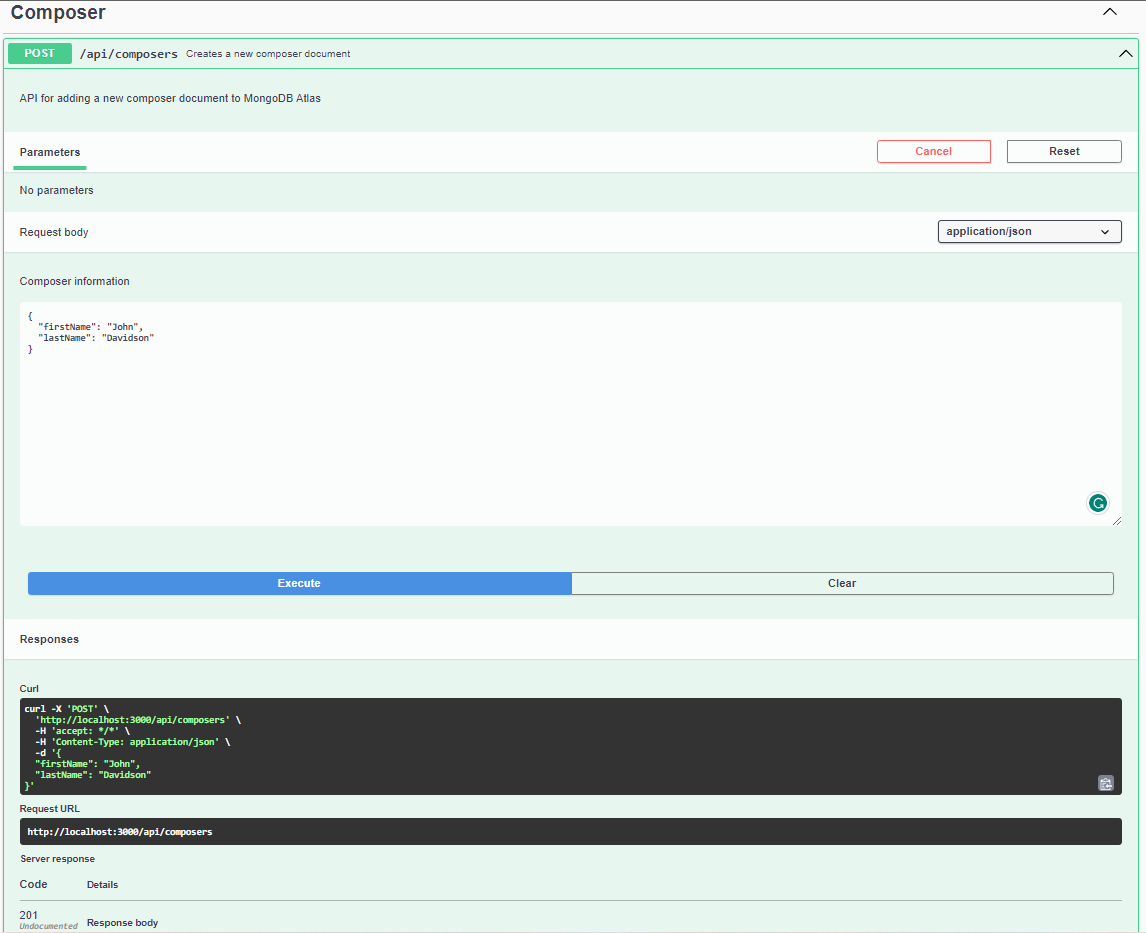 Composer
POST /api/composers Creates a new composer document
API for adding a new composer document to MongoDB Atlas
Parameters Cancel Reset
No parameters
Request body application/json
Composer information
{
  "firstName": "John",
  "lastName": "Davidson"
}
Execute Clear
Responses
Curl
curl -X 'POST' \
  'http://localhost:3000/api/composers' \
  -H 'accept: */*' \
  -H 'Content-Type: application/json' \
  -d '{
  "firstName": "John",
  "lastName": "Davidson"
}'
Request URL
http://localhost:3000/api/composers
Server response
Code Details
201
Undocumented Response body